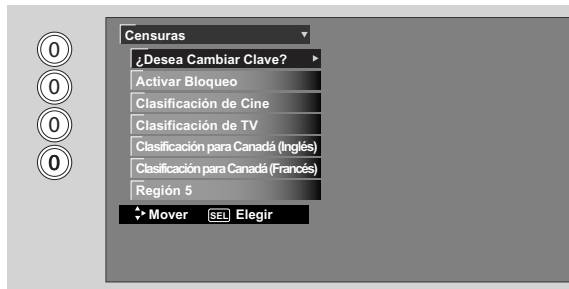 0
0
0
0
Censuras
¿Desea Cambiar Clave?
Activar Bloqueo
Clasificación de Cine
Clasificación de TV
Clasificación para Canadá (Inglés)
Clasificación para Canadá (Francés)
Región 5
Mover SEL Elegir